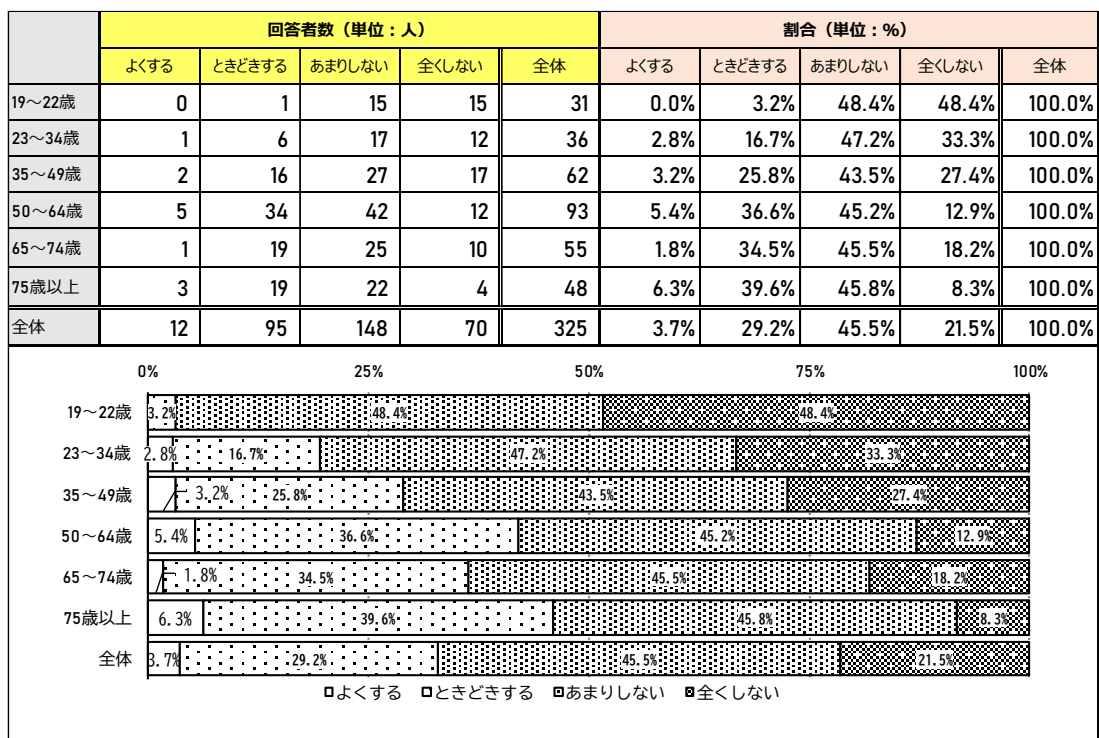 回答者数（単位：人） 割合（単位：%）
よくする ときどきする あまりしない 全くしない 全体 よくする ときどきする あまりしない 全くしない 全体
19～22歳 0 1 15 15 31 0.0% 3.2% 48.4% 48.4% 100.0%
23～34歳 1 6 17 12 36 2.8% 16.7% 47.2% 33.3% 100.0%
35～49歳 2 16 27 17 62 3.2% 25.8% 43.5% 27.4% 100.0%
50～64歳 5 34 42 12 93 5.4% 36.6% 45.2% 12.9% 100.0%
65～74歳 1 19 25 10 55 1.8% 34.5% 45.5% 18.2% 100.0%
75歳以上 3 19 22 4 48 6.3% 39.6% 45.8% 8.3% 100.0%
全体 12 95 148 70 325 3.7% 29.2% 45.5% 21.5% 100.0%
0% 25% 50% 75% 100%
19～22歳 3.2% 48.4% 48.4%
23～34歳 2.8% 16.7% 47.2% 33.3%
35～49歳 3.2% 25.8% 43.5% 27.4%
50～64歳 5.4% 36.6% 45.2% 12.9%
65～74歳 1.8% 34.5% 45.5% 18.2%
75歳以上 6.3% 39.6% 45.8% 8.3%
全体 3.7% 29.2% 45.5% 21.5%
よくする ときどきする あまりしない 全くしない